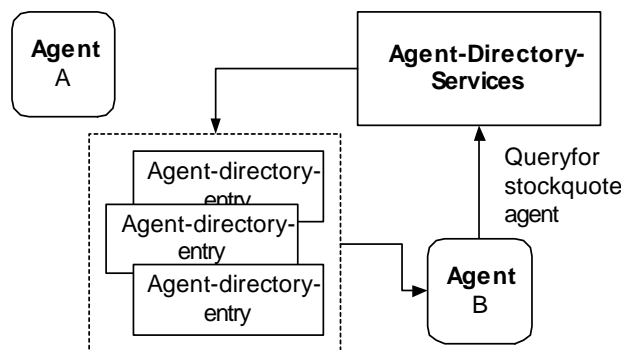 Agent
A
Agent-Directory-
Services
Agent-directory-
entry
Agent-directory-
entry
Agent-directory-
entry
Queryfor
stockquote
agent
Agent
B